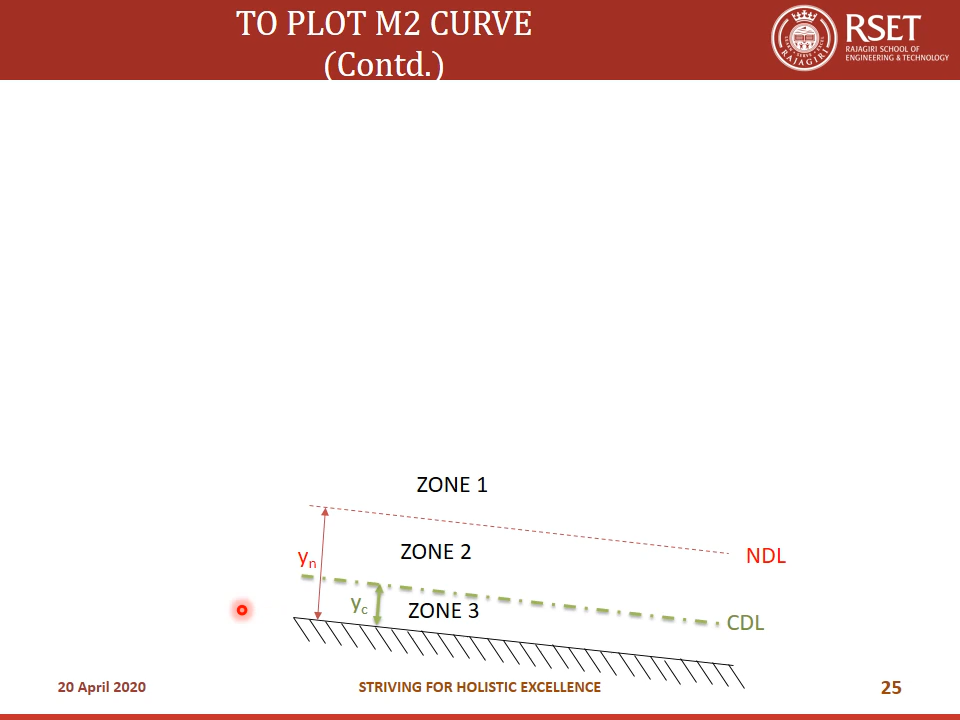 TO PLOT M2 CURVE
(Contd.)
RSET
RAJAGIRI SCHOOL OF
ENGINEERING & TECHNOLOGY
RAJAGIRI
ZONE 1
ZONE 2
NDL
yn
yc
ZONE 3
CDL
20 April 2020
STRIVING FOR HOLISTIC EXCELLENCE
25